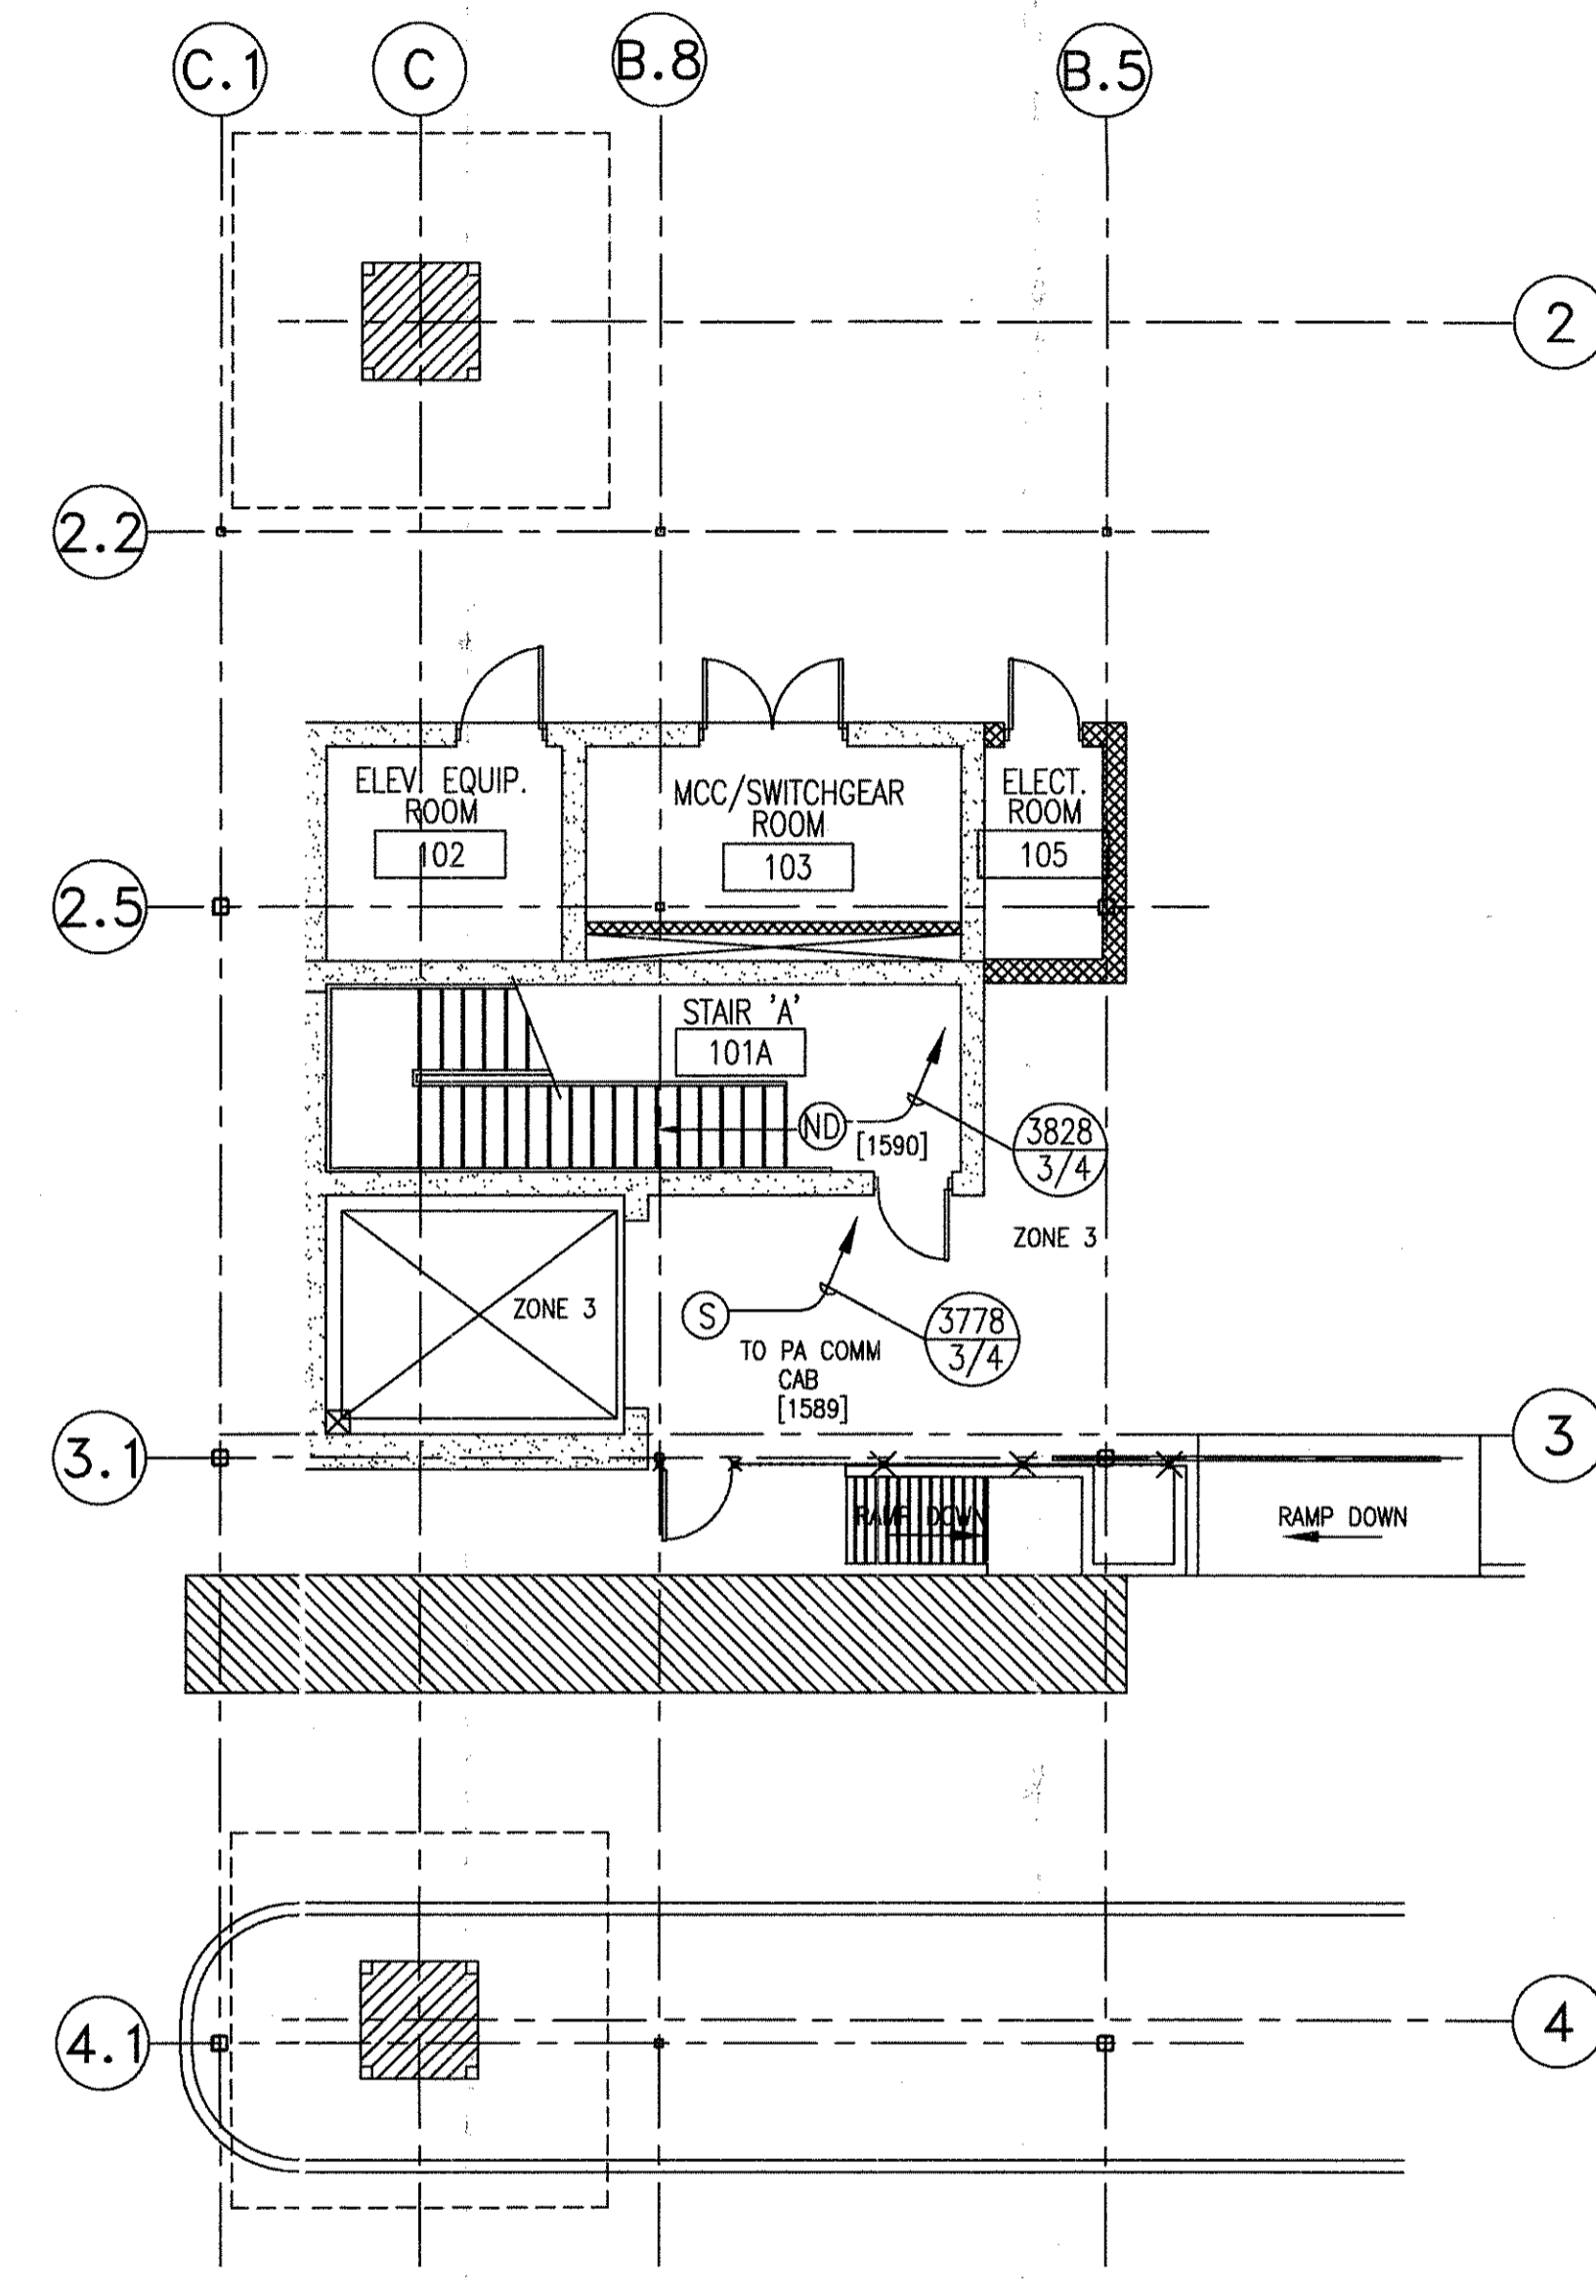 C.1
C
B.8
B.5
2
2.2
ELEV. EQUIP.
ROOM
102
MCC/SWITCHGEAR
ROOM
103
ELECT.
ROOM
105
2.5
STAIR 'A'
101A
ND
[1590]
3828
3/4
ZONE 3
ZONE 3
S
3778
3/4
TO PA COMM
CAB
[1589]
3
3.1
RAMP DOWN
RAMP DOWN
4
4.1